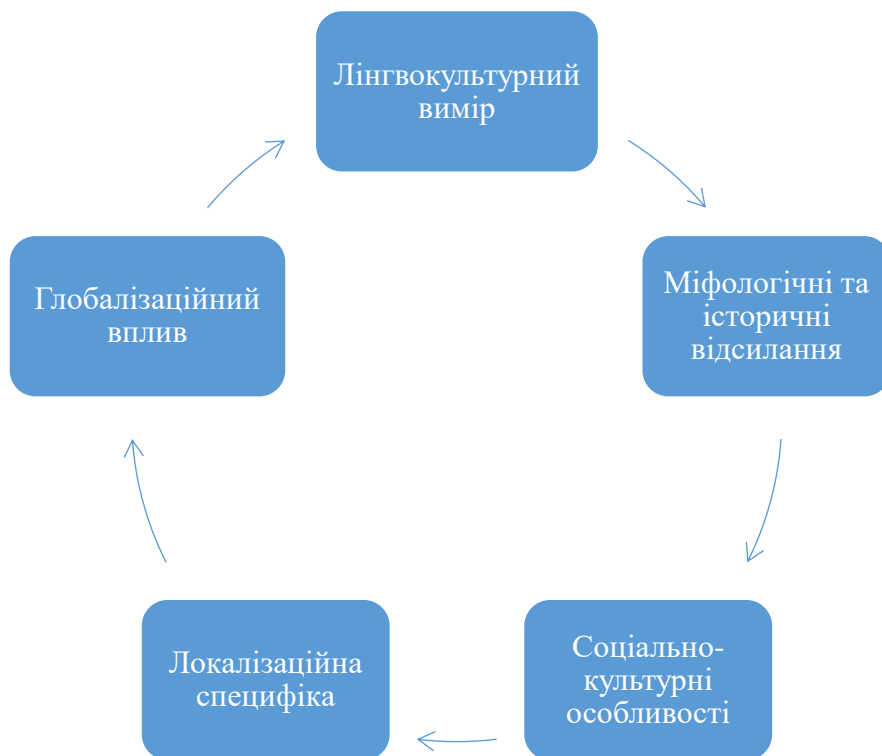 Лінгвокультурний
вимір
Міфологічні та
історичні
відсилання
Соціально-
культурні
особливості
Локалізаційна
специфіка
Глобалізаційний
вплив